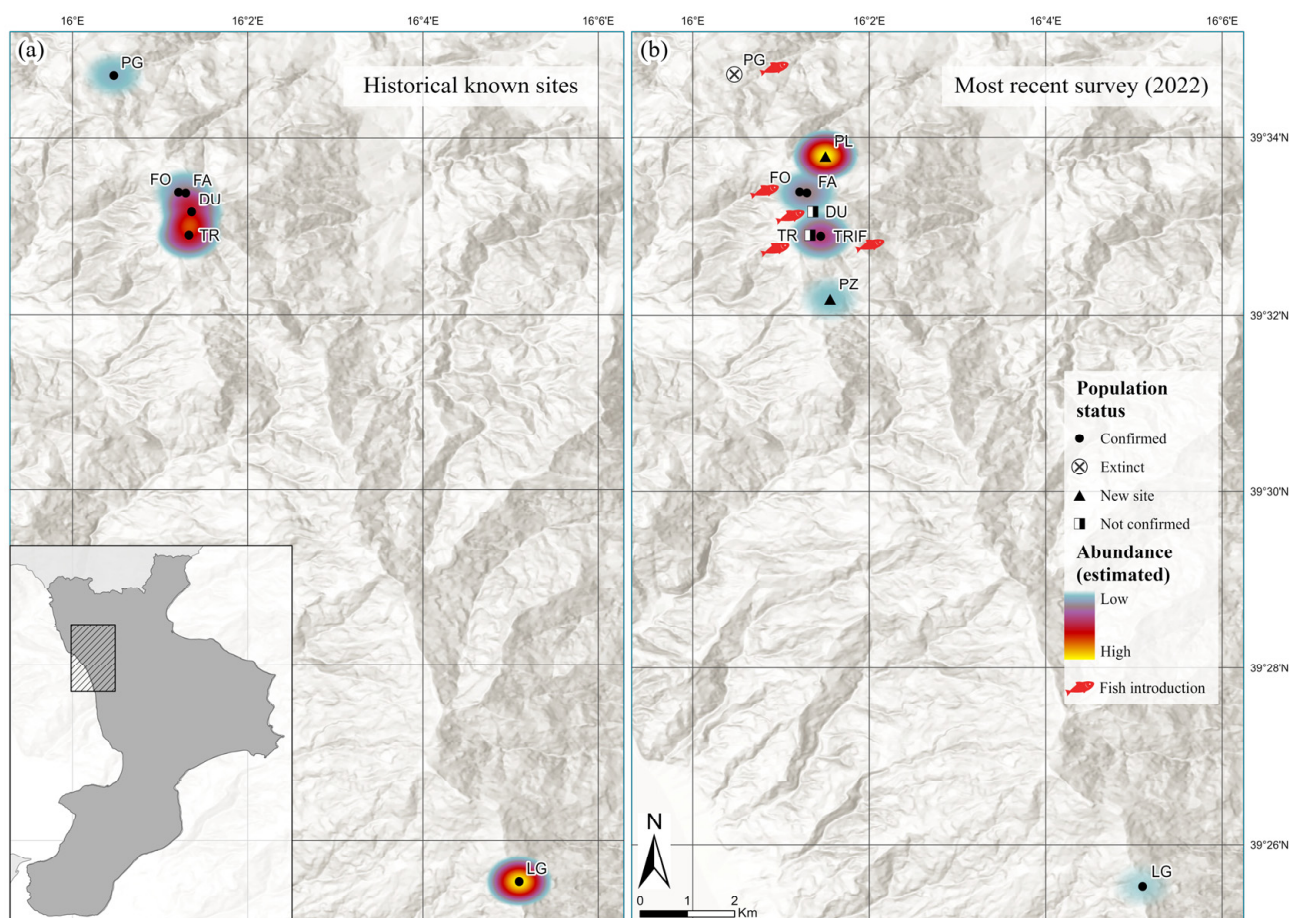 16°0'E
16°2'E
16°4'E
16°6'E
16°0'E
16°2'E
16°4'E
16°6'E
(a)
PG
Historical known sites
FO
FA
DU
TR
LG
(b)
PG
Most recent survey (2022)
PL
FO
FA
DU
TR
TRIF
PZ
LG
39°34'N
39°32'N
39°30'N
39°28'N
39°26'N
Population
status
Confirmed
Extinct
New site
Not confirmed
Abundance
(estimated)
Low
High
Fish introduction
N
0 1 2
Km